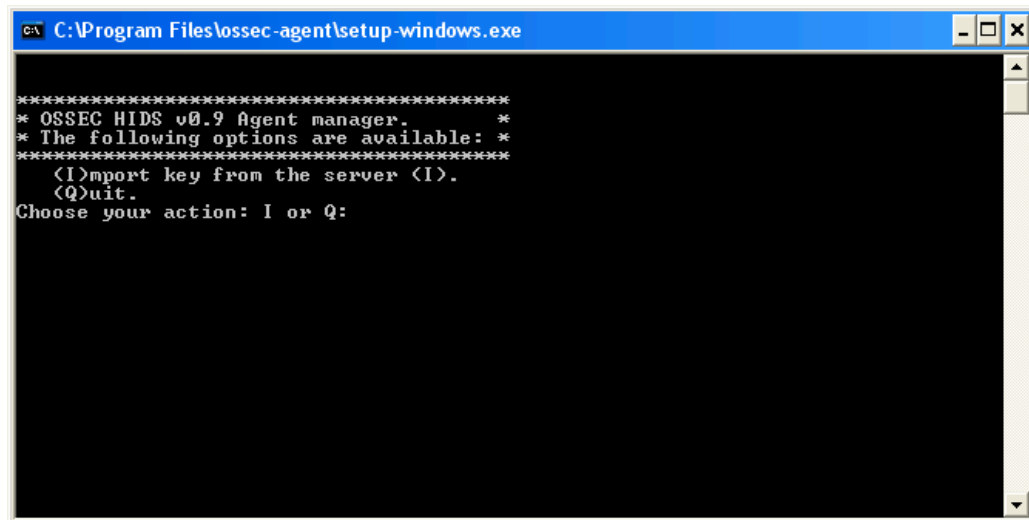 C:\Program Files\ossec-agent\setup-windows.exe
****************************************
* OSSEC HIDS v0.9 Agent manager.       *
* The following options are available: *
****************************************
   (I)mport key from the server (I).
   (Q)uit.
Choose your action: I or Q: